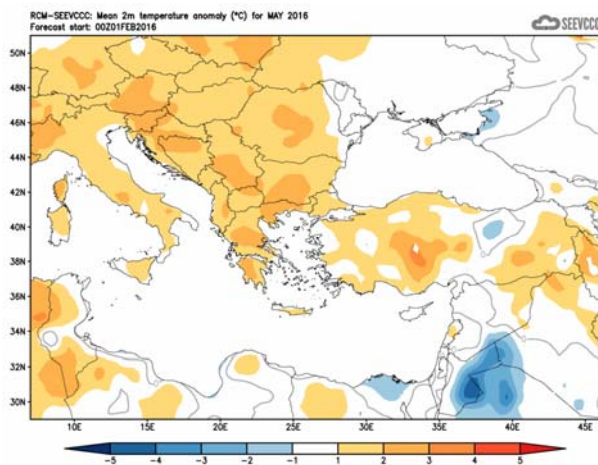 RCM-SEEVCCC: Mean 2m temperature anomaly (°C) for MAY 2016
Forecast start: 00Z01FEB2016
SEEVCCC
50N
48N
46N
44N
42N
40N
38N
36N
34N
32N
30N
10E 15E 20E 25E 30E 35E 40E 45E
-5 -4 -3 -2 -1 1 2 3 4 5